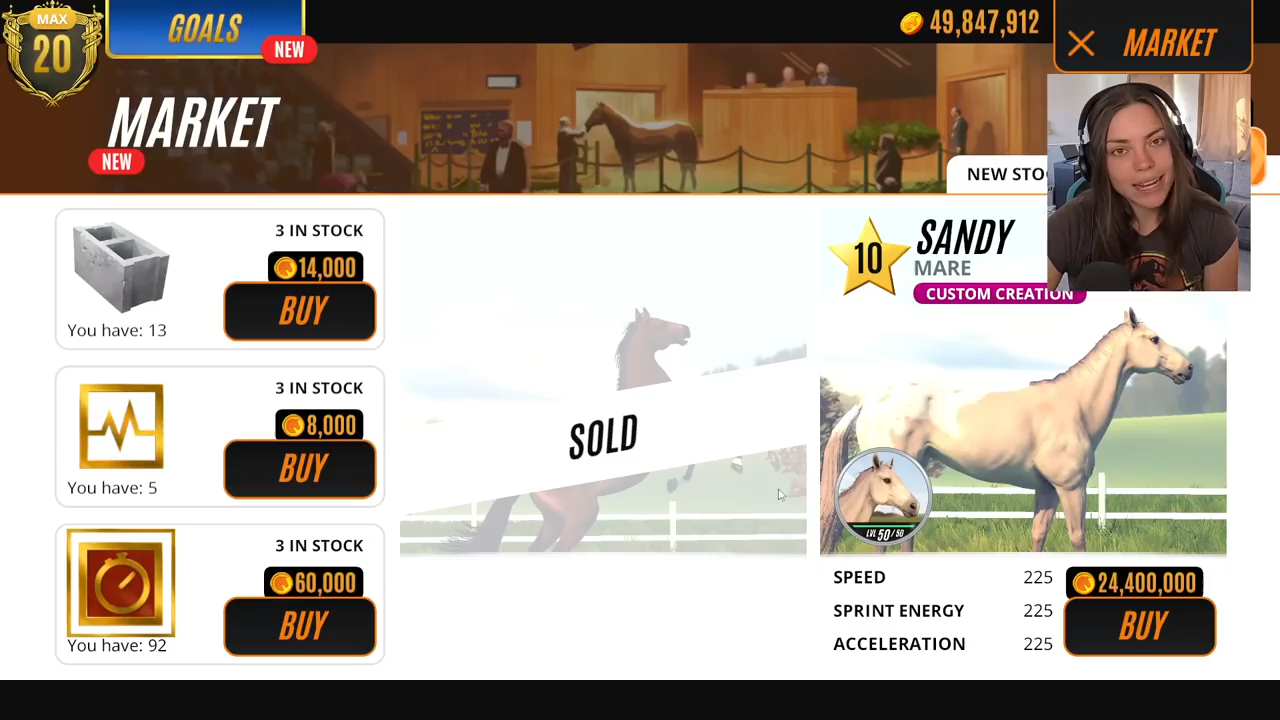 MAX
20
GOALS
NEW
49,847,912
MARKET
MARKET
NEW
NEW STO
3 IN STOCK
14,000
BUY
You have: 13
3 IN STOCK
8,000
BUY
You have: 5
3 IN STOCK
60,000
BUY
You have: 92
SOLD
10
SANDY
MARE
CUSTOM CREATION
LVL 50/50
SPEED 225
SPRINT ENERGY 225
ACCELERATION 225
24,400,000
BUY